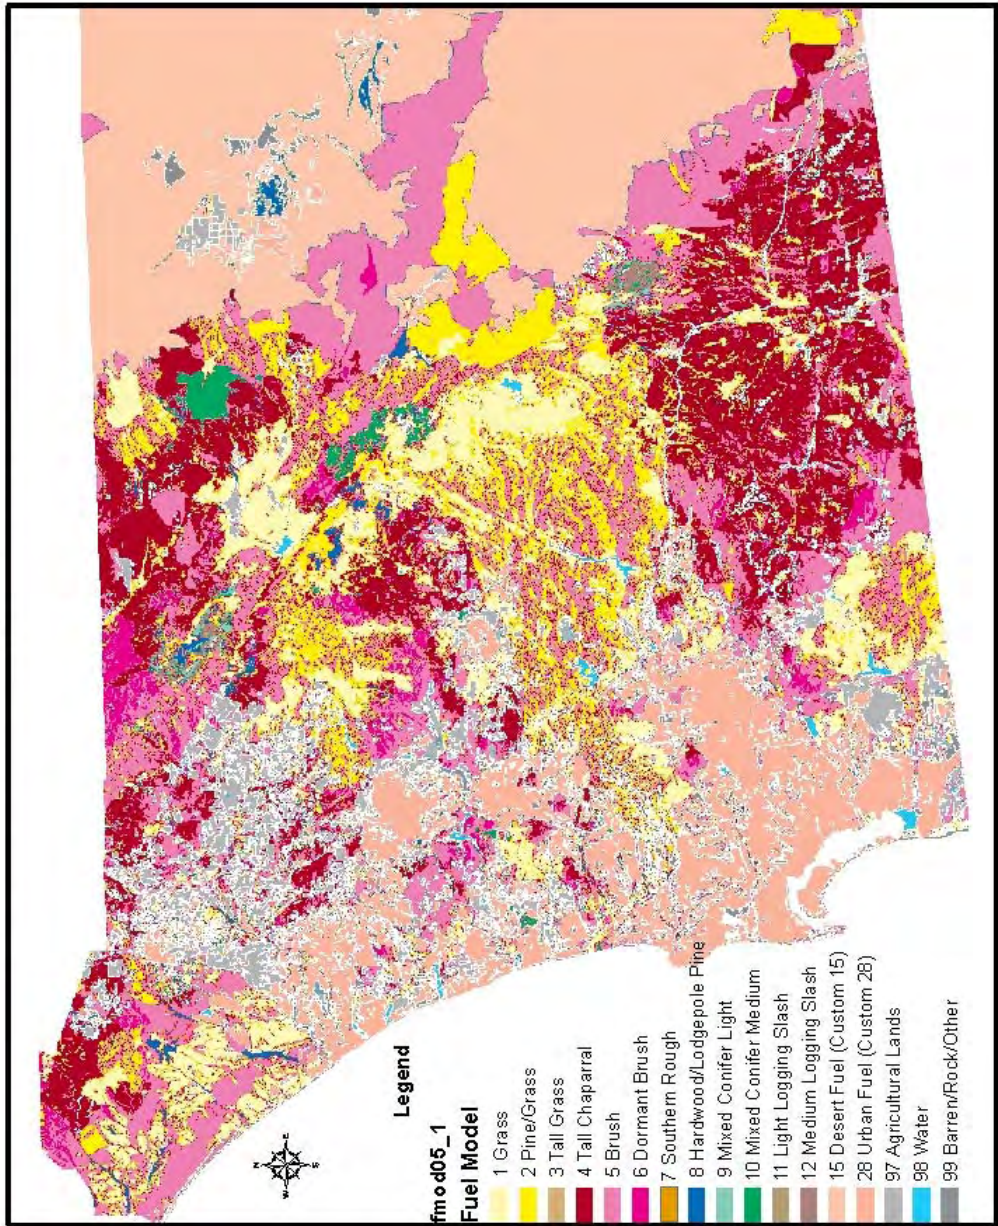 N
W
E
S
Legend
fmod05_1
Fuel Model
1 Grass
2 Pine/Grass
3 Tall Grass
4 Tall Chaparral
5 Brush
6 Dormant Brush
7 Southern Rough
8 Hardwood/Lodgepole Pine
9 Mixed Conifer Light
10 Mixed Conifer Medium
11 Light Logging Slash
12 Medium Logging Slash
15 Desert Fuel (Custom 15)
28 Urban Fuel (Custom 28)
97 Agricultural Lands
98 Water
99 Barren/Rock/Other